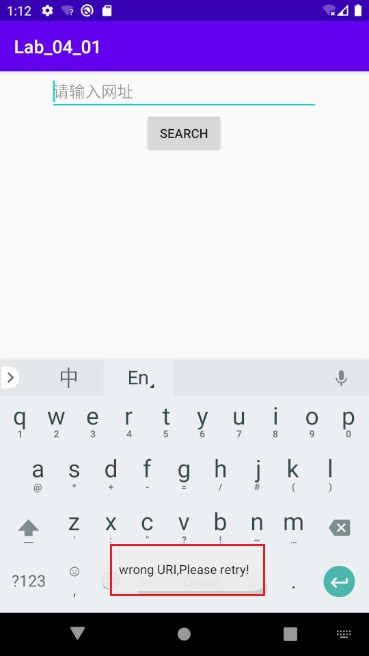 1:12
Lab_04_01
请输入网址
SEARCH
中 En
q w e r t y u i o p
1 2 3 4 5 6 7 8 9 0
a s d f g h j k l
@ * + - = / # ( )
z x c v b n m
' : " ? ! ~ ...
wrong URI,Please retry!
?123 , .